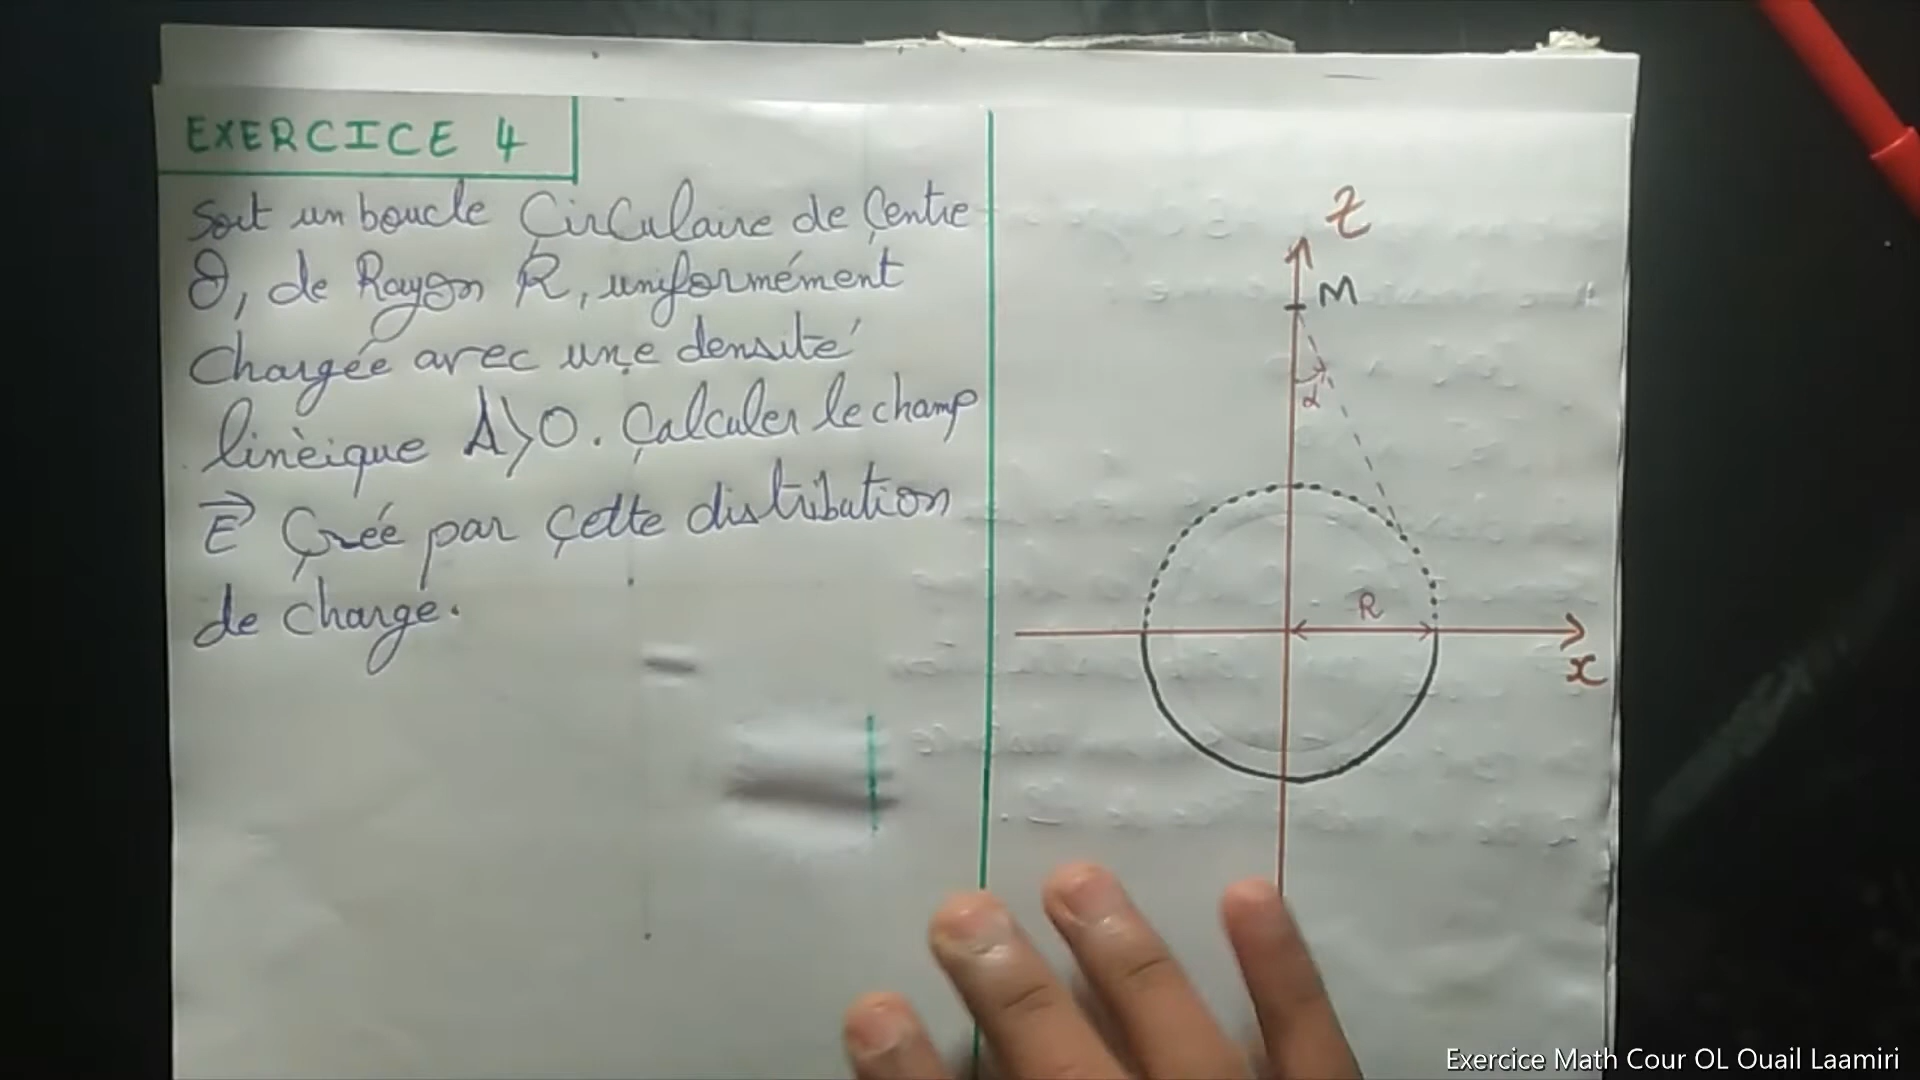 EXERCICE 4
Soit un boucle Circulaire de Centre
O, de Rayon R, uniformément
chargée avec une densité
linèique λ>0. Calculer le champ
E Créé par Cette distribution
de charge.
z
M
α
R
x
Exercice Math Cour OL Ouail Laamiri